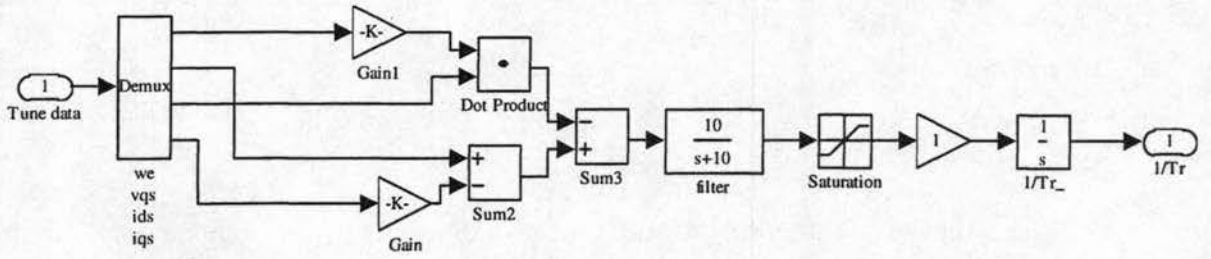 1
Tune data
Demux
we
vqs
ids
iqs
-K-
Gain1
Dot Product
-K-
Gain
+
−
Sum2
−
+
Sum3
10
s+10
filter
Saturation
1
1
s
1/Tr_
1
1/Tr